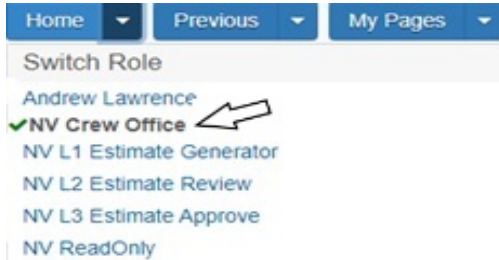 Home Previous My Pages
Switch Role
Andrew Lawrence
NV Crew Office
NV L1 Estimate Generator
NV L2 Estimate Review
NV L3 Estimate Approve
NV ReadOnly